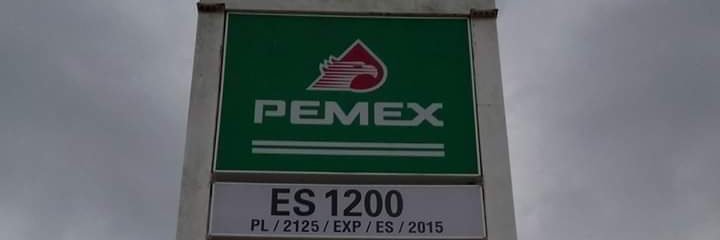 PEMEX
ES 1200
PL / 2125 / EXP / ES / 2015